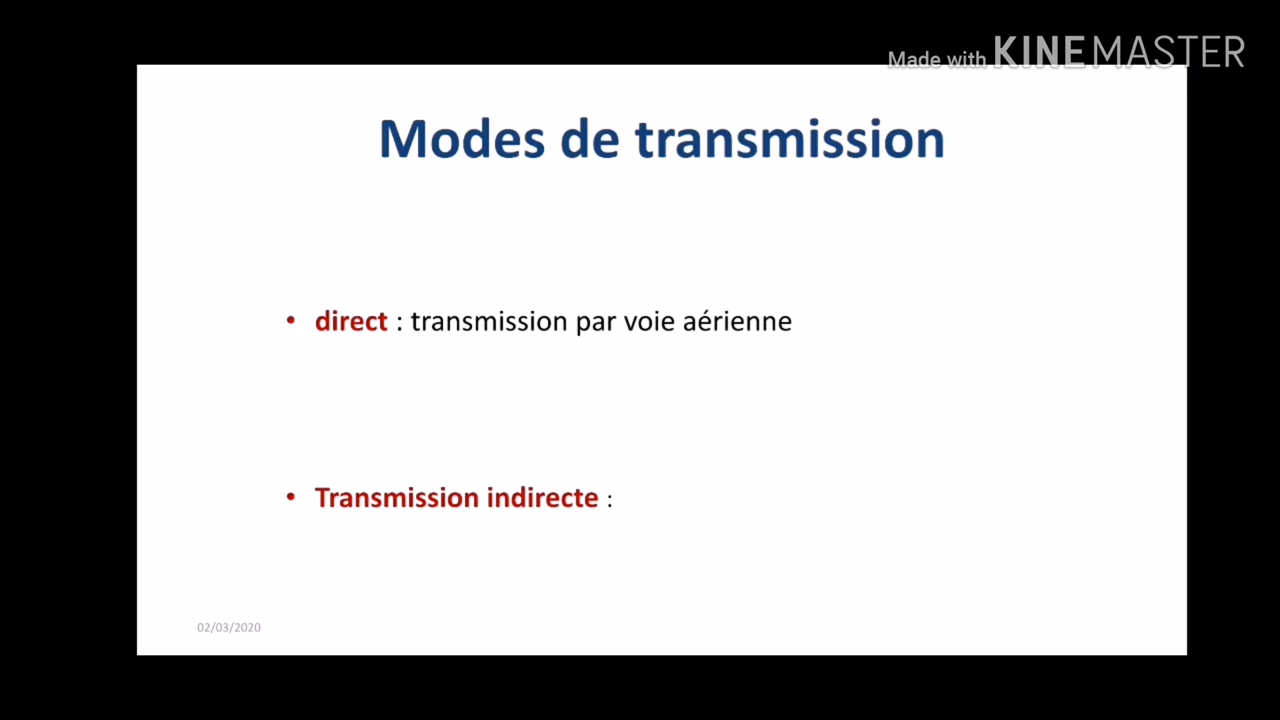 Made with KINEMASTER
Modes de transmission
• direct : transmission par voie aérienne
• Transmission indirecte :
02/03/2020